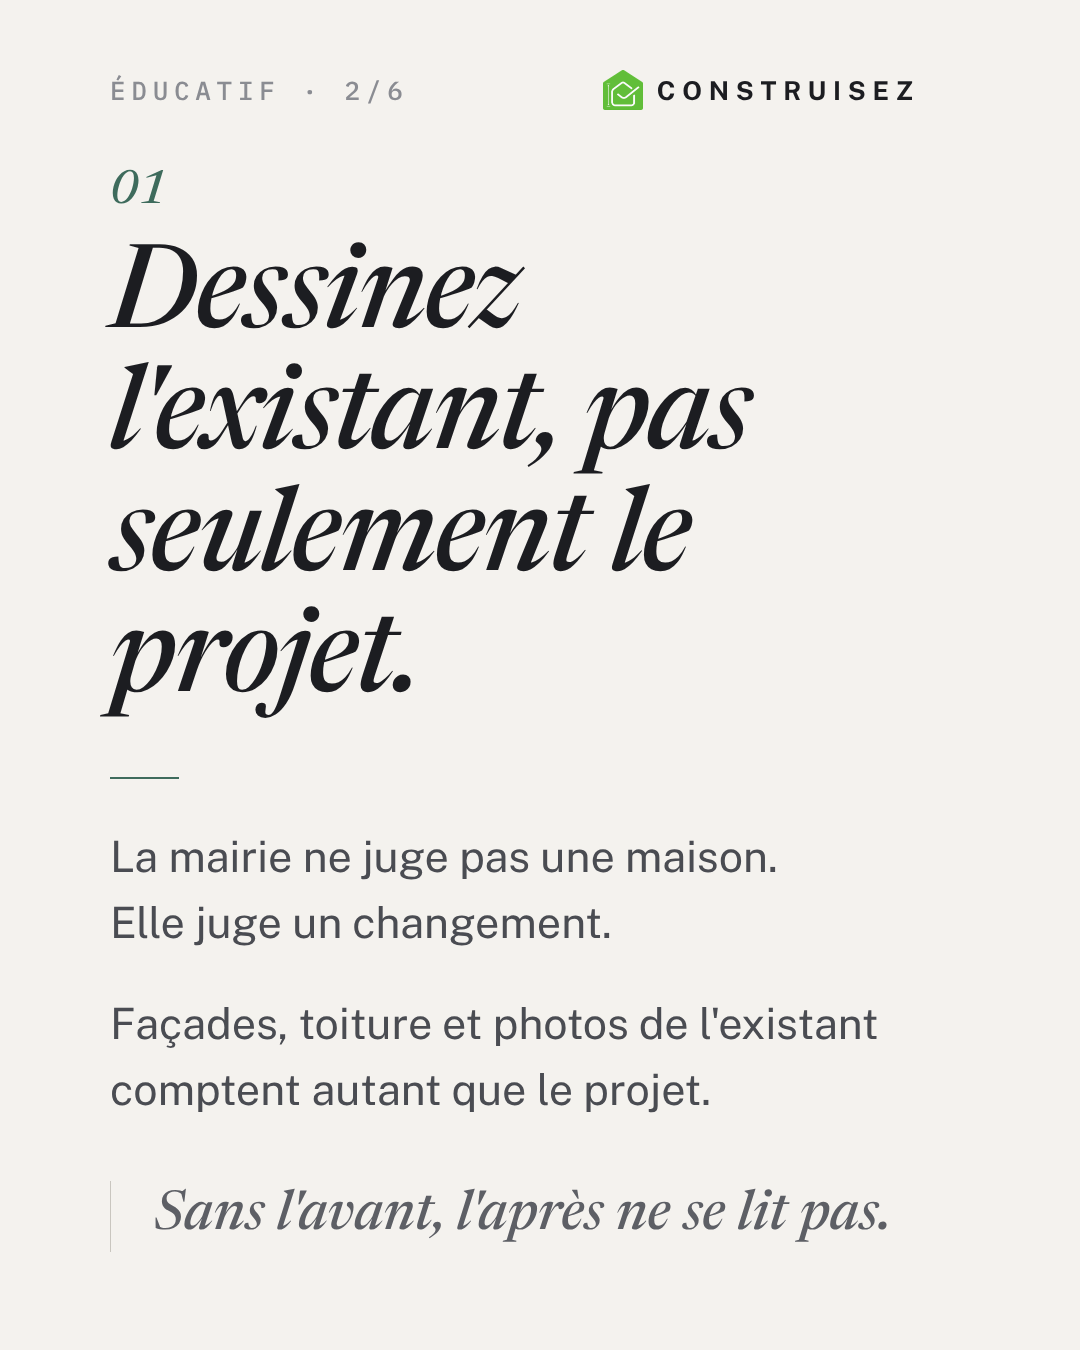 ÉDUCATIF · 2/6
CONSTRUISEZ
01
Dessinez
l'existant, pas
seulement le
projet.
La mairie ne juge pas une maison.
Elle juge un changement.
Façades, toiture et photos de l'existant
comptent autant que le projet.
Sans l'avant, l'après ne se lit pas.